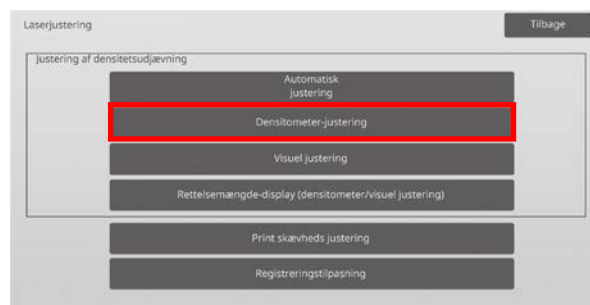 Laserjustering
Tilbage
Justering af densitetsudjævning
Automatisk
justering
Densitometer-justering
Visuel justering
Rettelsemængde-display (densitometer/visuel justering)
Print skævheds justering
Registreringstilpasning